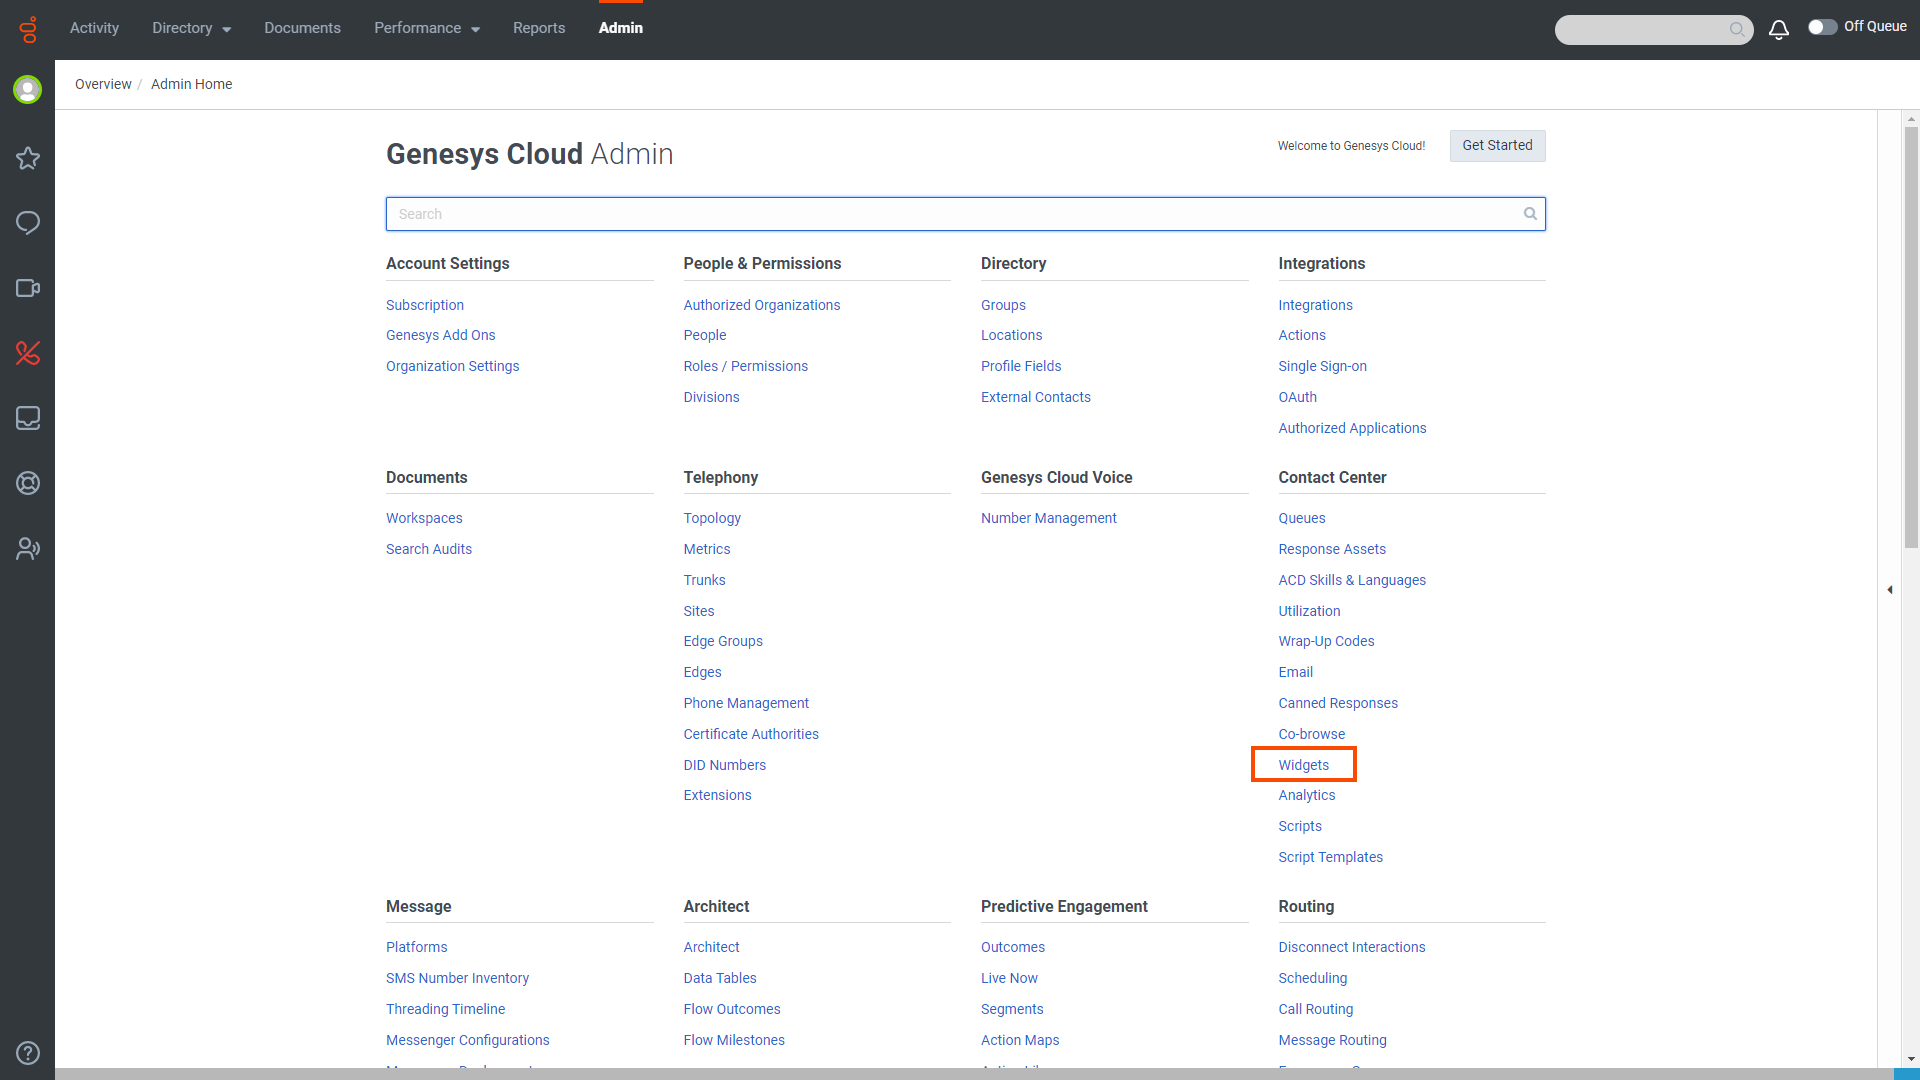 Activity
Directory
Documents
Performance
Reports
Admin
Off Queue
Overview / Admin Home
Genesys Cloud Admin
Welcome to Genesys Cloud!
Get Started
Search
Account Settings
Subscription
Genesys Add Ons
Organization Settings
People & Permissions
Authorized Organizations
People
Roles / Permissions
Divisions
Directory
Groups
Locations
Profile Fields
External Contacts
Integrations
Integrations
Actions
Single Sign-on
OAuth
Authorized Applications
Documents
Workspaces
Search Audits
Telephony
Topology
Metrics
Trunks
Sites
Edge Groups
Edges
Phone Management
Certificate Authorities
DID Numbers
Extensions
Genesys Cloud Voice
Number Management
Contact Center
Queues
Response Assets
ACD Skills & Languages
Utilization
Wrap-Up Codes
Email
Canned Responses
Co-browse
Widgets
Analytics
Scripts
Script Templates
Message
Platforms
SMS Number Inventory
Threading Timeline
Messenger Configurations
Architect
Architect
Data Tables
Flow Outcomes
Flow Milestones
Predictive Engagement
Outcomes
Live Now
Segments
Action Maps
Routing
Disconnect Interactions
Scheduling
Call Routing
Message Routing